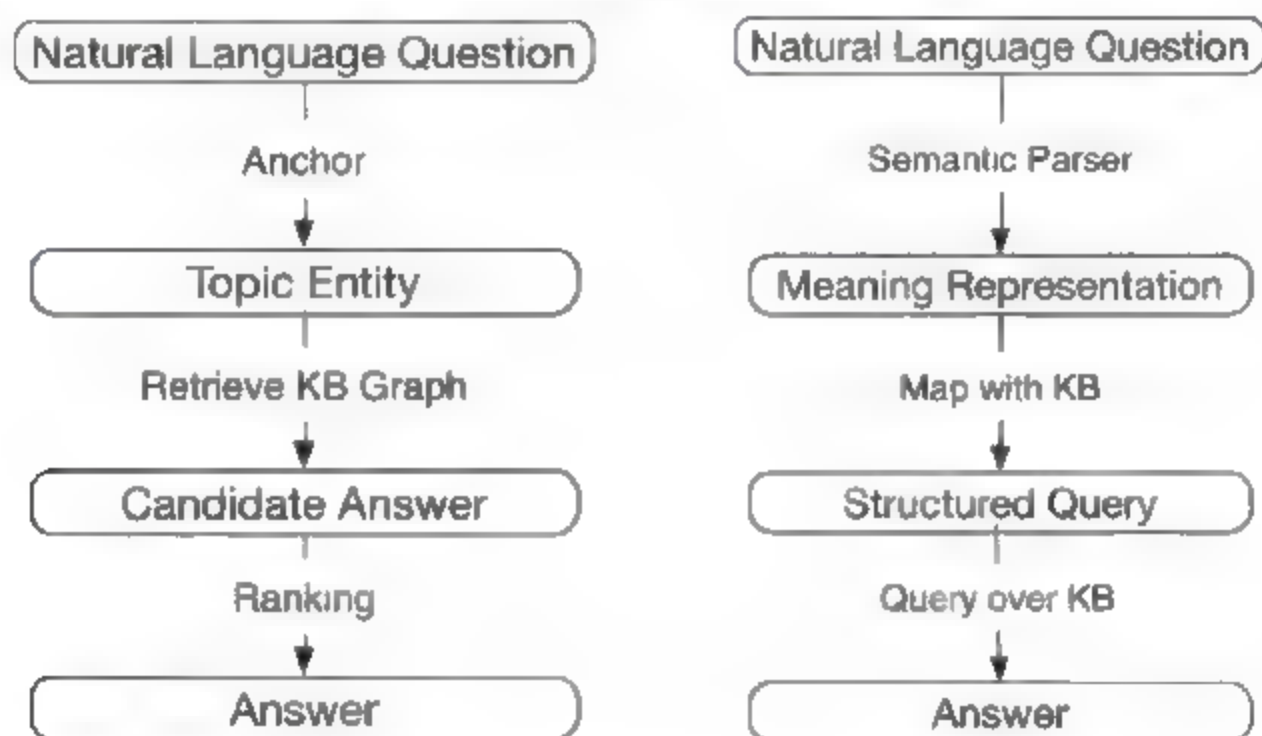 Natural Language Question
Anchor
Topic Entity
Retrieve KB Graph
Candidate Answer
Ranking
Answer
Natural Language Question
Semantic Parser
Meaning Representation
Map with KB
Structured Query
Query over KB
Answer